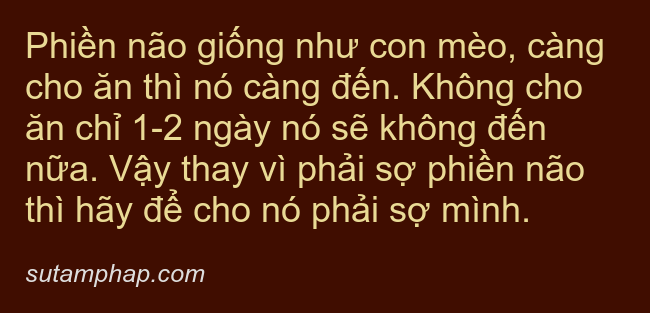 Phiền não giống như con mèo, càng
cho ăn thì nó càng đến. Không cho
ăn chỉ 1-2 ngày nó sẽ không đến
nữa. Vậy thay vì phải sợ phiền não
thì hãy để cho nó phải sợ mình.
sutamphap.com